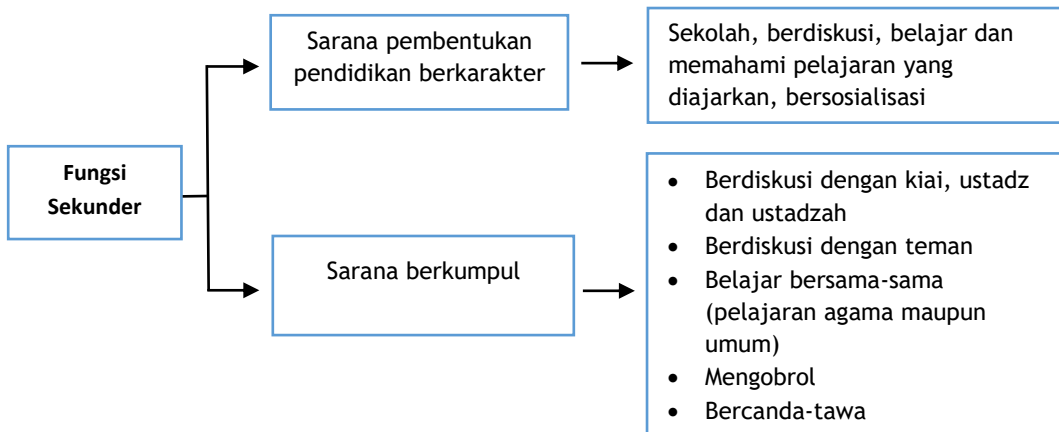 Sarana pembentukan
pendidikan berkarakter
Sekolah, berdiskusi, belajar dan
memahami pelajaran yang
diajarkan, bersosialisasi
Fungsi
Sekunder
Sarana berkumpul
• Berdiskusi dengan kiai, ustadz
dan ustadzah
• Berdiskusi dengan teman
• Belajar bersama-sama
(pelajaran agama maupun
umum)
• Mengobrol
• Bercanda-tawa